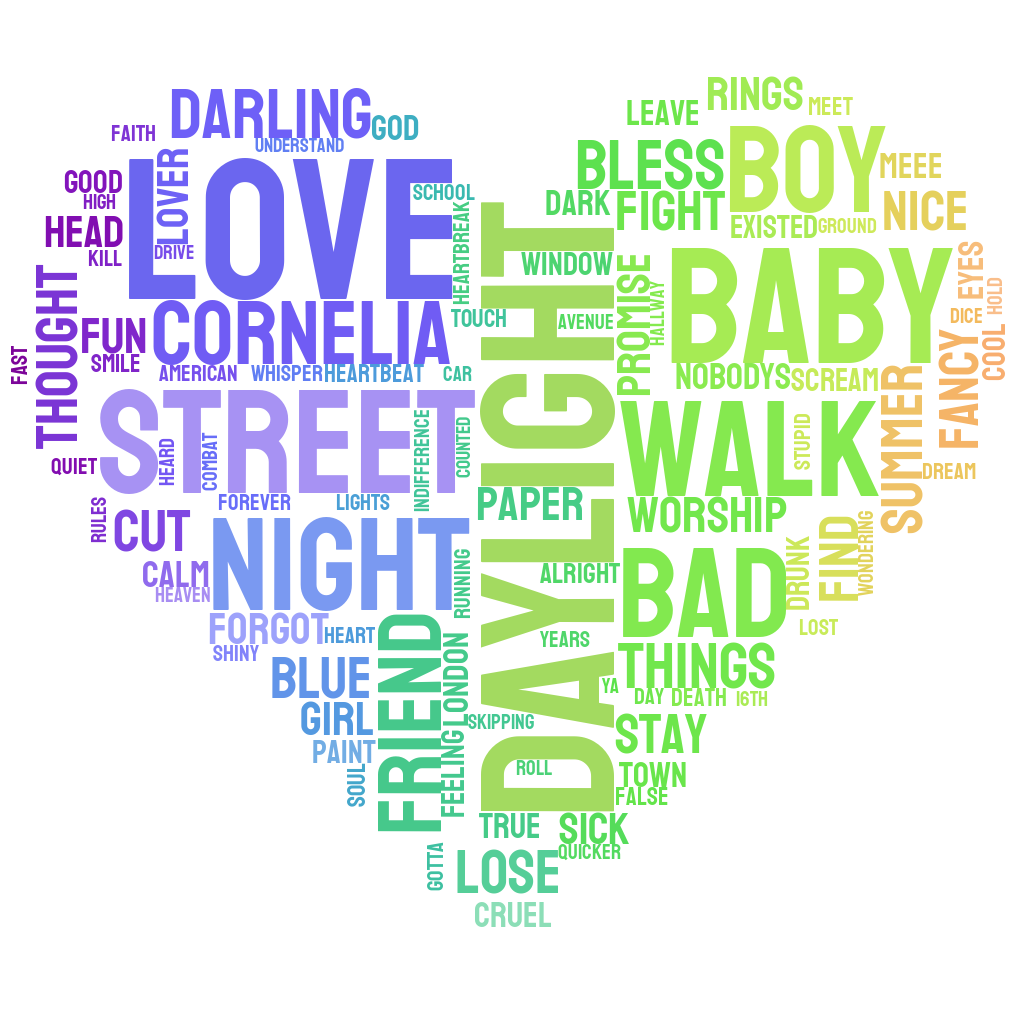 RINGS
MEET
DARLING
LEAVE
GOD
FAITH
UNDERSTAND
BOY
BLESS
MEEE
LOVE
LOVER
GOOD
HIGH
SCHOOL
DARK
FIGHT
NICE
EXISTED
GROUND
HEAD
KILL
DRIVE
HEARTBREAK
DAYLIGHT
WINDOW
PROMISE
HALLWAY
BABY
EYES
HOLD
THOUGHT
FUN
CORNELIA
TOUCH
AVENUE
DICE
COOL
FAST
SMILE
AMERICAN
WHISPER
HEARTBEAT
CAR
NOBODYS
SCREAM
FANCY
SUMMER
STREET
WALK
STUPID
QUIET
HEARD
COMBAT
INDIFFERENCE
COUNTED
DREAM
FOREVER
LIGHTS
PAPER
WORSHIP
RULES
CUT
NIGHT
FIND
WONDERING
DRUNK
CALM
HEAVEN
RUNNING
ALRIGHT
BAD
FORGOT
HEART
FRIEND
LONDON
YEARS
LOST
SHINY
BLUE
THINGS
YA
DAY
DEATH
16TH
GIRL
SKIPPING
STAY
PAINT
FEELING
SOUL
ROLL
TOWN
FALSE
TRUE
SICK
QUICKER
GOTTA
LOSE
CRUEL